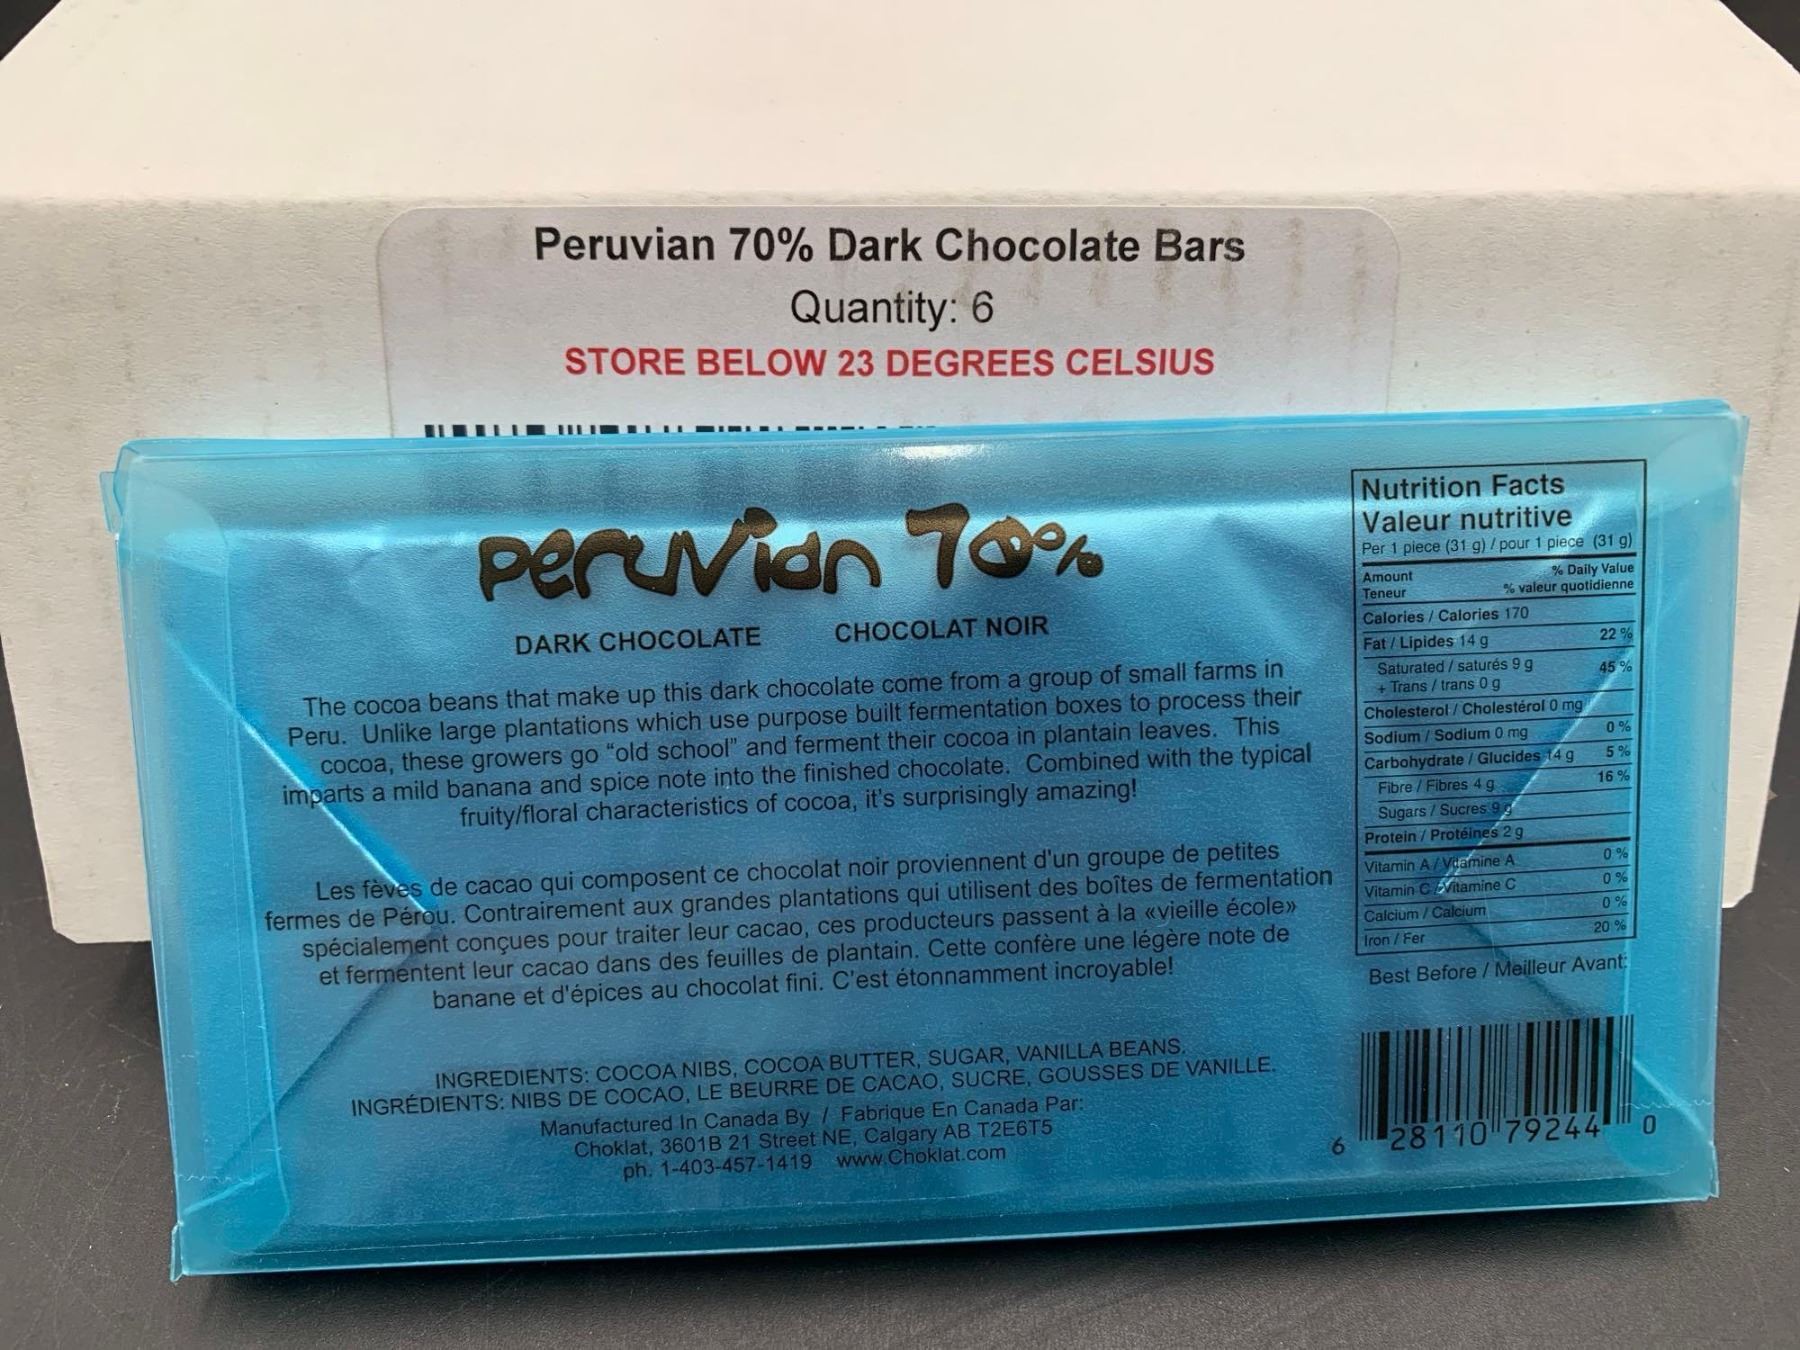 Peruvian 70% Dark Chocolate Bars
Quantity: 6
STORE BELOW 23 DEGREES CELSIUS
Peruvian 70%
DARK CHOCOLATE CHOCOLAT NOIR
The cocoa beans that make up this dark chocolate come from a group of small farms in
Peru. Unlike large plantations which use purpose built fermentation boxes to process their
cocoa, these growers go “old school” and ferment their cocoa in plantain leaves. This
imparts a mild banana and spice note into the finished chocolate. Combined with the typical
fruity/floral characteristics of cocoa, it's surprisingly amazing!
Les fèves de cacao qui composent ce chocolat noir proviennent d'un groupe de petites
fermes de Pérou. Contrairement aux grandes plantations qui utilisent des boîtes de fermentation
spécialement conçues pour traiter leur cacao, ces producteurs passent à la «vieille école»
et fermentent leur cacao dans des feuilles de plantain. Cette confère une légère note de
banane et d'épices au chocolat fini. C'est étonnamment incroyable!
INGREDIENTS: COCOA NIBS, COCOA BUTTER, SUGAR, VANILLA BEANS.
INGRÉDIENTS: NIBS DE COCAO, LE BEURRE DE CACAO, SUCRE, GOUSSES DE VANILLE.
Manufactured In Canada By / Fabrique En Canada Par:
Choklat, 3601B 21 Street NE, Calgary AB T2E6T5
ph. 1-403-457-1419 www.Choklat.com
Nutrition Facts
Valeur nutritive
Per 1 piece (31 g) / pour 1 piece (31 g)
Amount % Daily Value
Teneur % valeur quotidienne
Calories / Calories 170
Fat / Lipides 14 g 22 %
Saturated / saturés 9 g 45 %
+ Trans / trans 0 g
Cholesterol / Cholestérol 0 mg
Sodium / Sodium 0 mg 0 %
Carbohydrate / Glucides 14 g 5 %
Fibre / Fibres 4 g 16 %
Sugars / Sucres 9 g
Protein / Protéines 2 g
Vitamin A / Vitamine A 0 %
Vitamin C / Vitamine C 0 %
Calcium / Calcium 0 %
Iron / Fer 20 %
Best Before / Meilleur Avant:
6 28110 79244 0